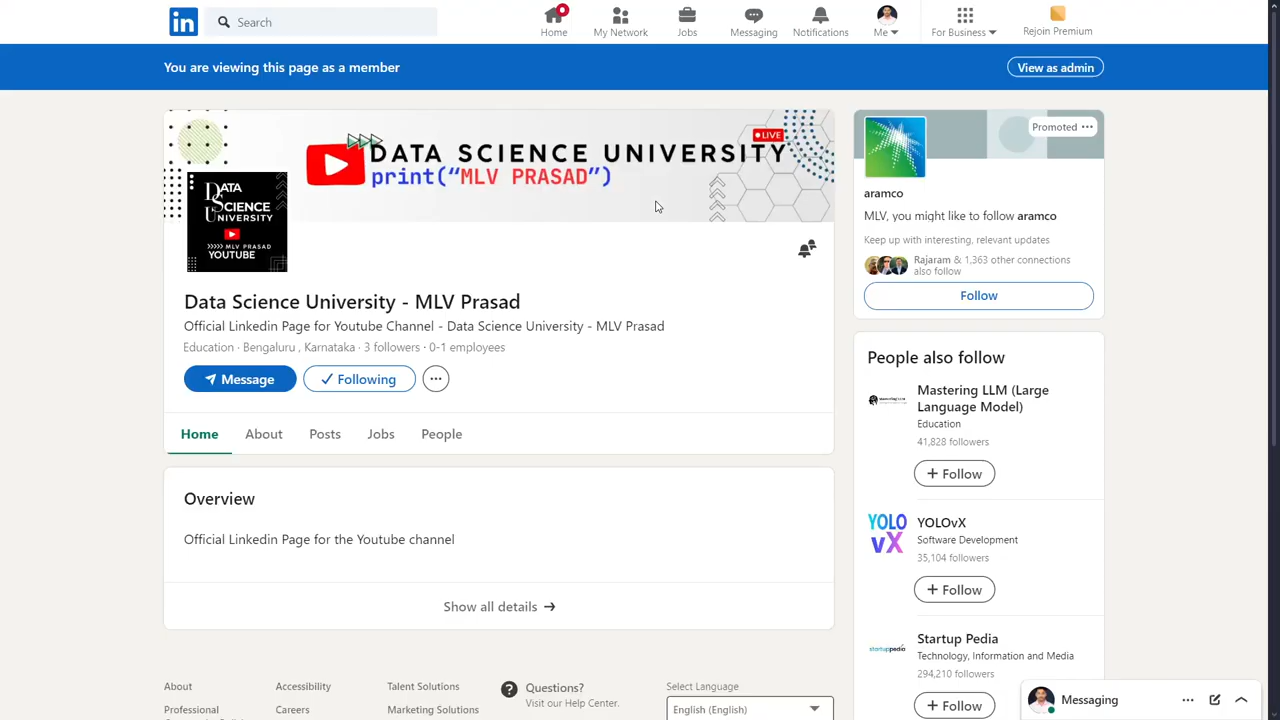 Search
Home
My Network
Jobs
Messaging
Notifications
Me
For Business
Rejoin Premium
You are viewing this page as a member
View as admin
LIVE
DATA SCIENCE UNIVERSITY
print(“MLV PRASAD”)
DATA
SCIENCE
UNIVERSITY
>>>>> MLV PRASAD
YOUTUBE
Data Science University - MLV Prasad
Official Linkedin Page for Youtube Channel - Data Science University - MLV Prasad
Education · Bengaluru , Karnataka · 3 followers · 0-1 employees
Message
Following
Home
About
Posts
Jobs
People
Overview
Official Linkedin Page for the Youtube channel
Show all details →
Promoted
aramco
MLV, you might like to follow aramco
Keep up with interesting, relevant updates
Rajaram & 1,363 other connections
also follow
Follow
People also follow
Mastering LLM (Large
Language Model)
Education
41,828 followers
+ Follow
YOLO
vX
YOLOvX
Software Development
35,104 followers
+ Follow
startuppedia
Startup Pedia
Technology, Information and Media
294,210 followers
+ Follow
About
Accessibility
Talent Solutions
Questions?
Visit our Help Center.
Select Language
English (English)
Professional
Careers
Marketing Solutions
Messaging